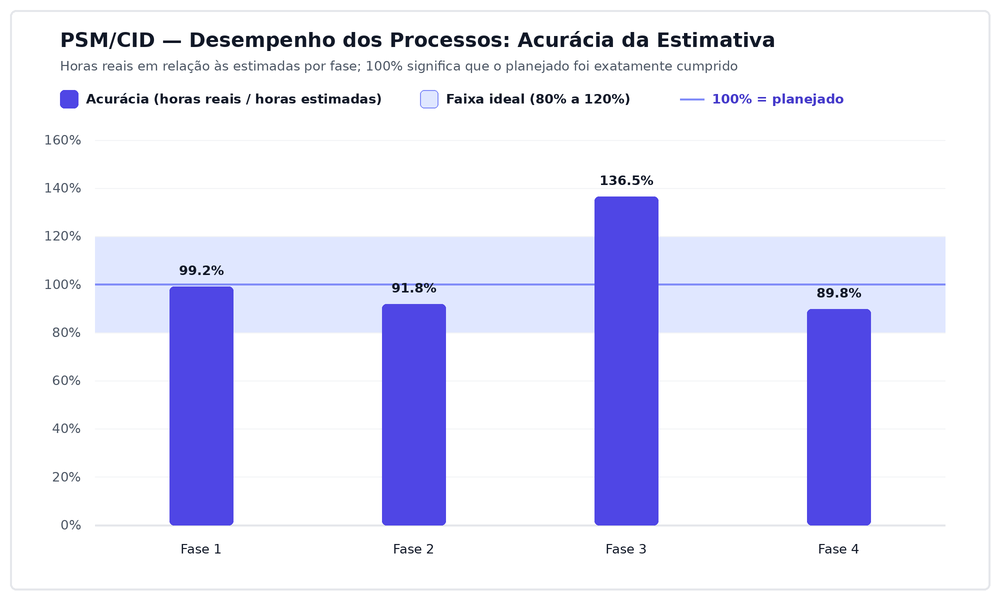 PSM/CID — Desempenho dos Processos: Acurácia da Estimativa
Horas reais em relação às estimadas por fase; 100% significa que o planejado foi exatamente cumprido
Acurácia (horas reais / horas estimadas)
Faixa ideal (80% a 120%)
100% = planejado
160%
140%
120%
100%
80%
60%
40%
20%
0%
99.2%
91.8%
136.5%
89.8%
Fase 1
Fase 2
Fase 3
Fase 4